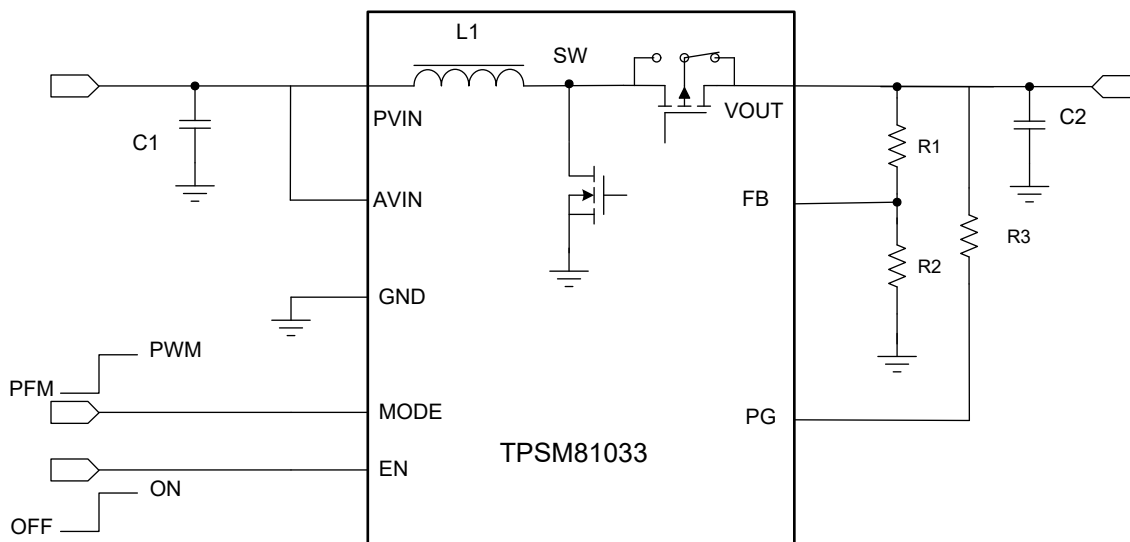 L1
SW
C1
PVIN
VOUT
C2
R1
AVIN
FB
R3
R2
GND
PWM
PFM
MODE
PG
TPSM81033
EN
ON
OFF